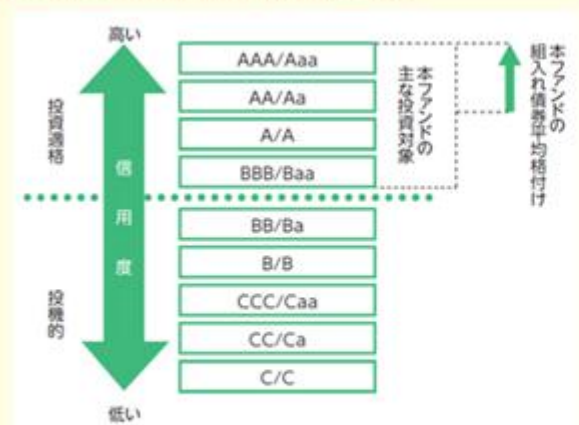 高い
投資適格
信用度
投機的
低い
AAA/Aaa
AA/Aa
A/A
BBB/Baa
BB/Ba
B/B
CCC/Caa
CC/Ca
C/C
本ファンドの
主な投資対象
本ファンドの
組入れ債券平均格付け